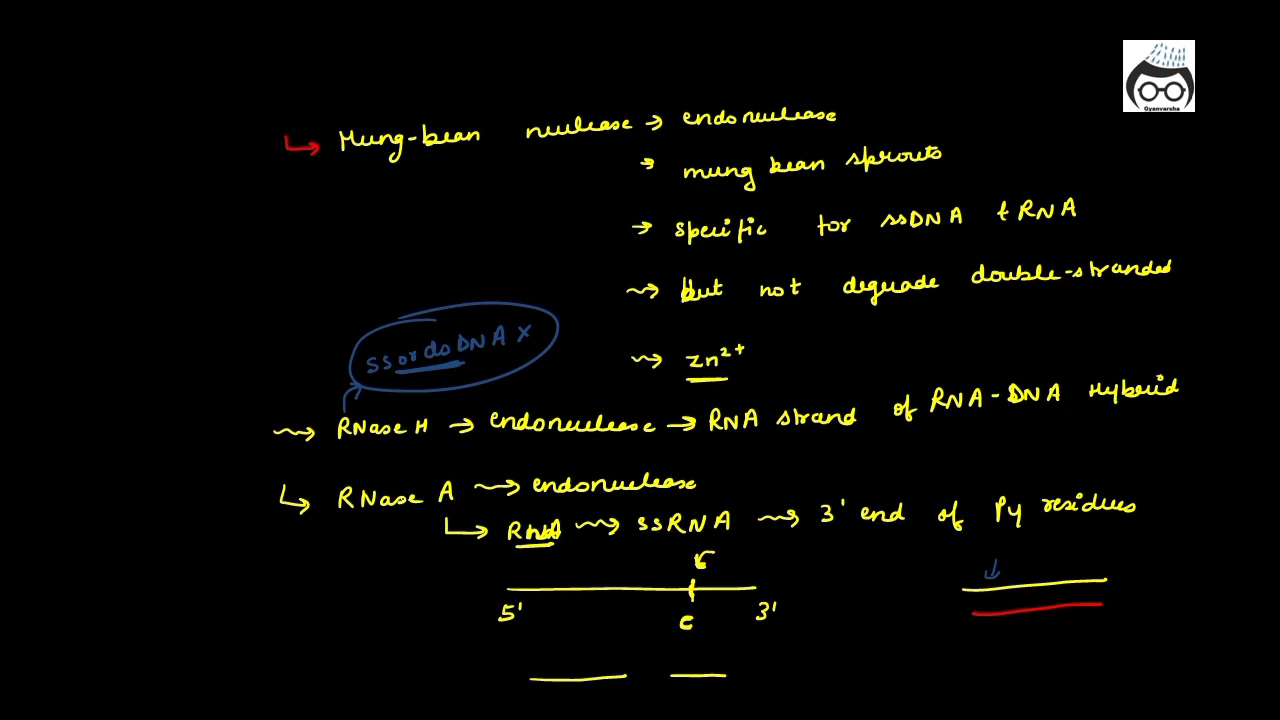 Gyanvarsha
↳ Mung-bean nuclease → endonuclease
→ mung bean sprouts
→ specific for ssDNA & RNA
⇝ but not degrade double-stranded
ss or ds DNA X
⇝ Zn²⁺
⇝ RNase H → endonuclease → RNA strand of RNA-DNA Hybrid
↳ RNase A ⇝ endonuclease
↳ RNA ⇝ ssRNA ⇝ 3' end of Py residues
5' c 3'